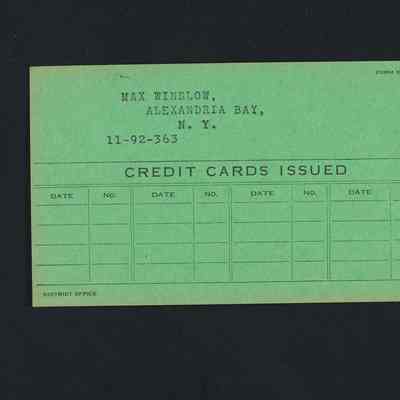 FORM
MAX WINSLOW,
ALEXANDRIA BAY,
N. Y.
11-92-363
CREDIT CARDS ISSUED
DATE NO. DATE NO. DATE NO. DATE
DISTRICT OFFICE